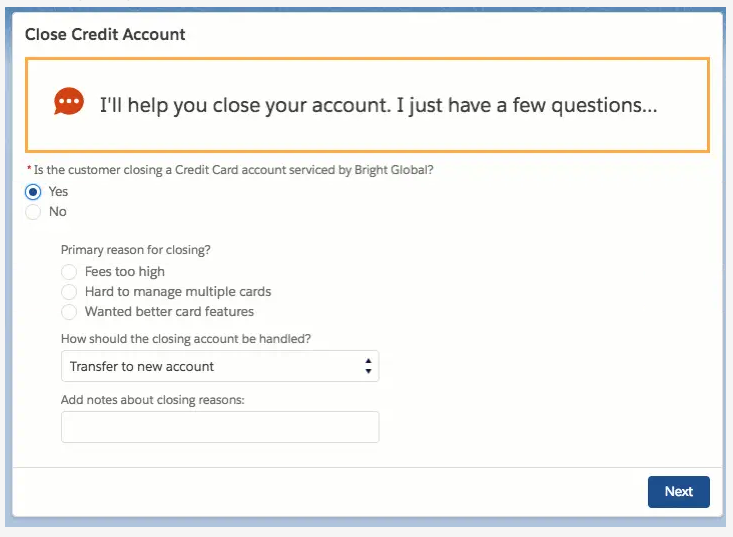 Close Credit Account
I'll help you close your account. I just have a few questions...
* Is the customer closing a Credit Card account serviced by Bright Global?
Yes
No
Primary reason for closing?
Fees too high
Hard to manage multiple cards
Wanted better card features
How should the closing account be handled?
Transfer to new account
Add notes about closing reasons:
Next